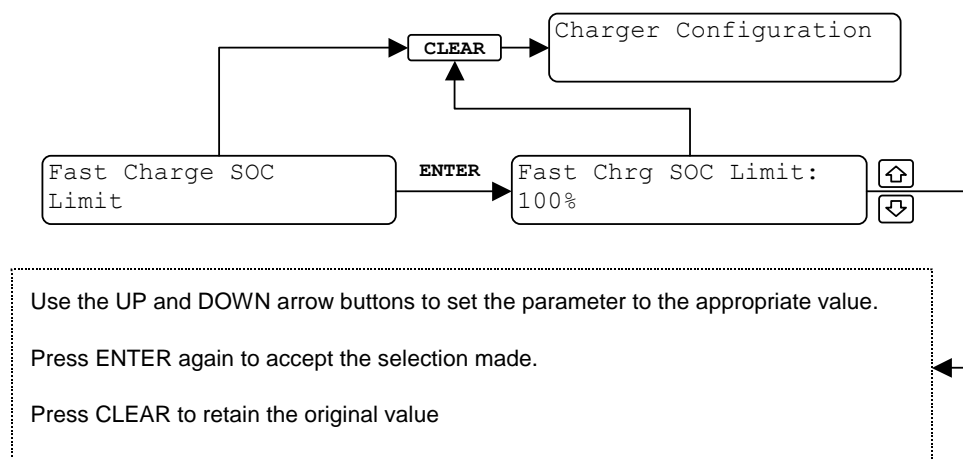 Charger Configuration
CLEAR
Fast Charge SOC
Limit
ENTER
Fast Chrg SOC Limit:
100%
Use the UP and DOWN arrow buttons to set the parameter to the appropriate value.
Press ENTER again to accept the selection made.
Press CLEAR to retain the original value